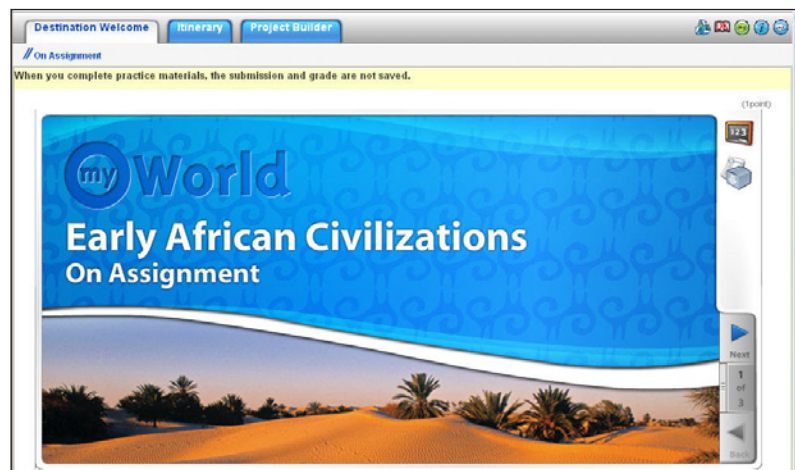 Destination Welcome Itinerary Project Builder
// On Assignment
When you complete practice materials, the submission and grade are not saved.
(1point)
123
my World
Early African Civilizations
On Assignment
Next
1
of
3
Back